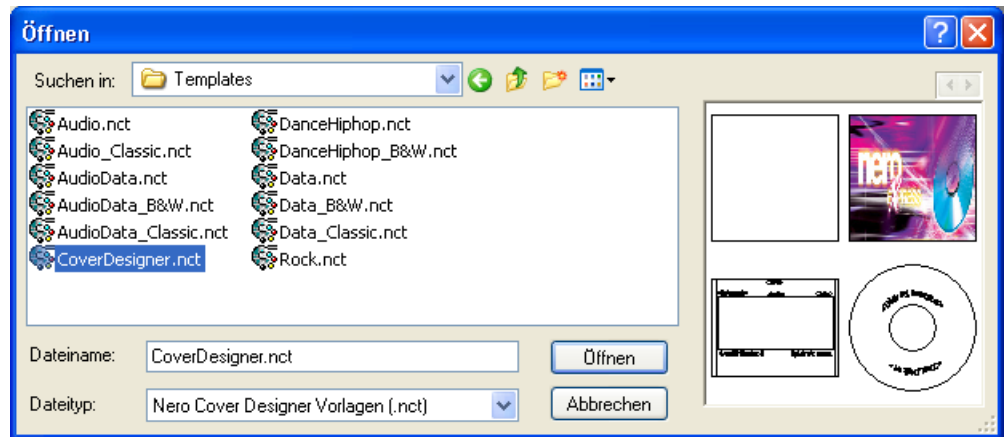 Öffnen
Suchen in: Templates
Audio.nct
Audio_Classic.nct
AudioData.nct
AudioData_B&W.nct
AudioData_Classic.nct
CoverDesigner.nct
DanceHiphop.nct
DanceHiphop_B&W.nct
Data.nct
Data_B&W.nct
Data_Classic.nct
Rock.nct
nero
Dateiname: CoverDesigner.nct Öffnen
Dateityp: Nero Cover Designer Vorlagen (.nct) Abbrechen